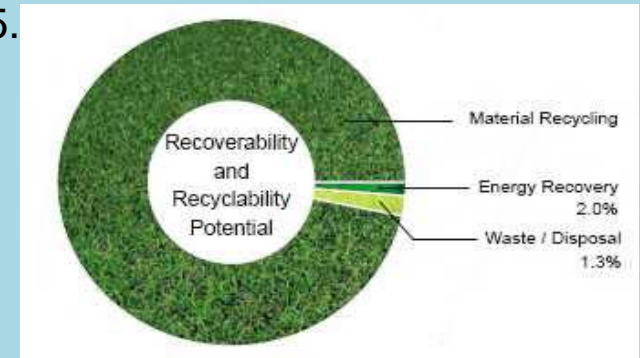 5.
Recoverability
and
Recyclability
Potential
Material Recycling
Energy Recovery
2.0%
Waste / Disposal
1.3%